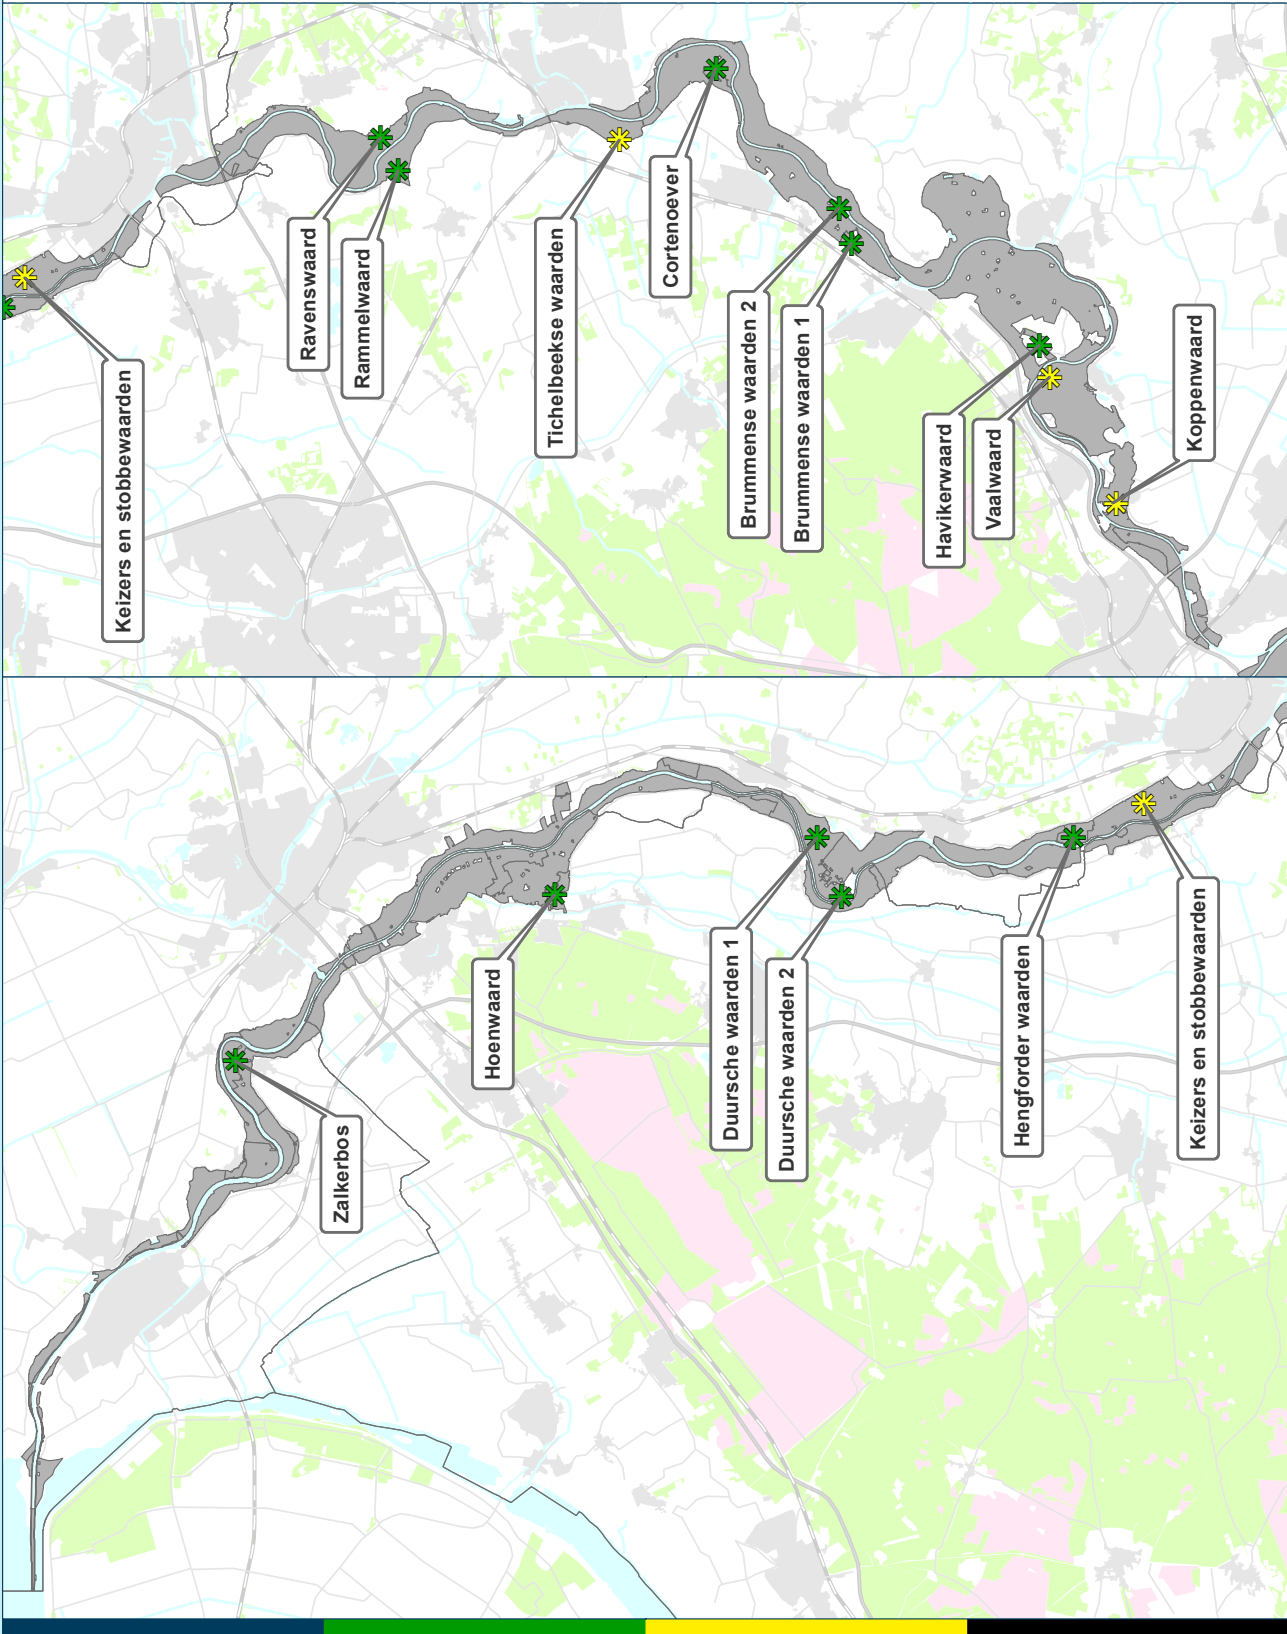 Keizers en stobbewaarden
Ravenswaard
Rammelwaard
Tichelbeekse waarden
Cortenoever
Brummense waarden 2
Brummense waarden 1
Havikerwaard
Vaalwaard
Koppenwaard
Zalkerbos
Hoenwaard
Duursche waarden 1
Duursche waarden 2
Hengforder waarden
Keizers en stobbewaarden